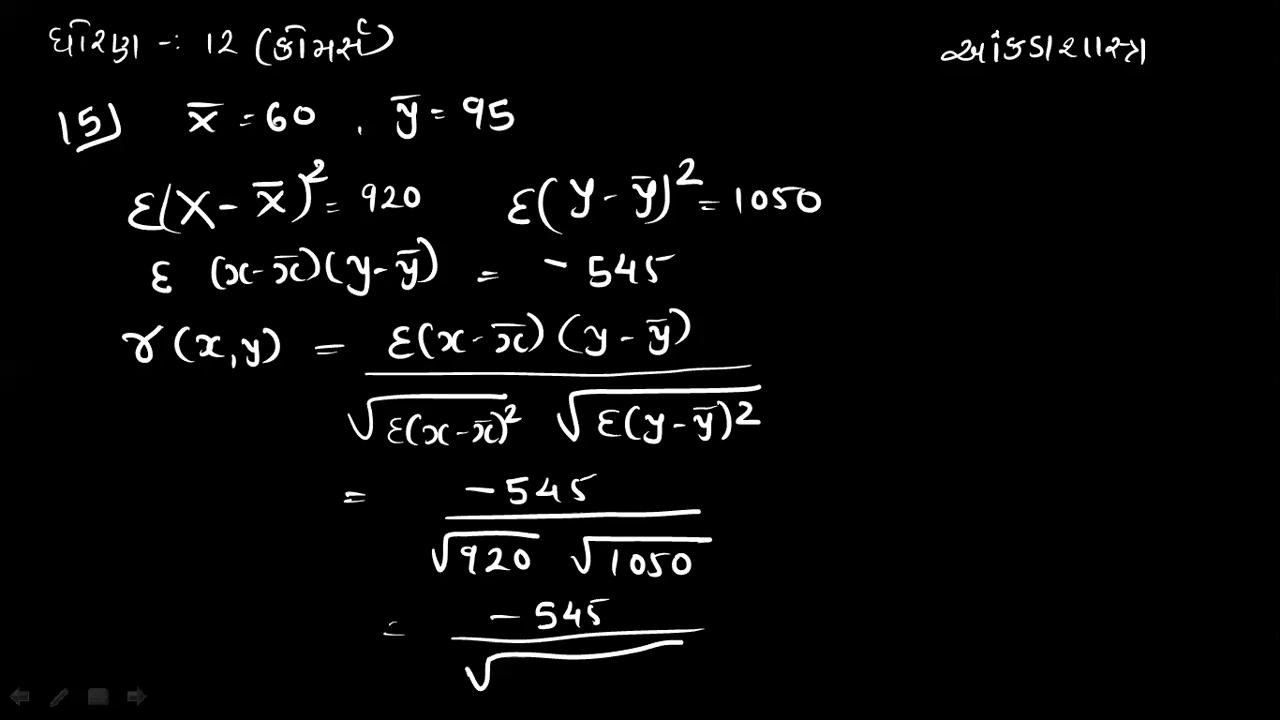 ધોરણ -: 12 (કોમર્સ) આંકડાશાસ્ત્ર
15) x̅ = 60 , y̅ = 95
Ɛ(X - x̅)² = 920 Ɛ(y - y̅)² = 1050
Ɛ (x - x̅)(y - y̅) = - 545
r (x, y) = Ɛ(x - x̅) (y - y̅)
√Ɛ(x - x̅)² √Ɛ(y - y̅)2
= - 545
√920 √1050
= - 545
√